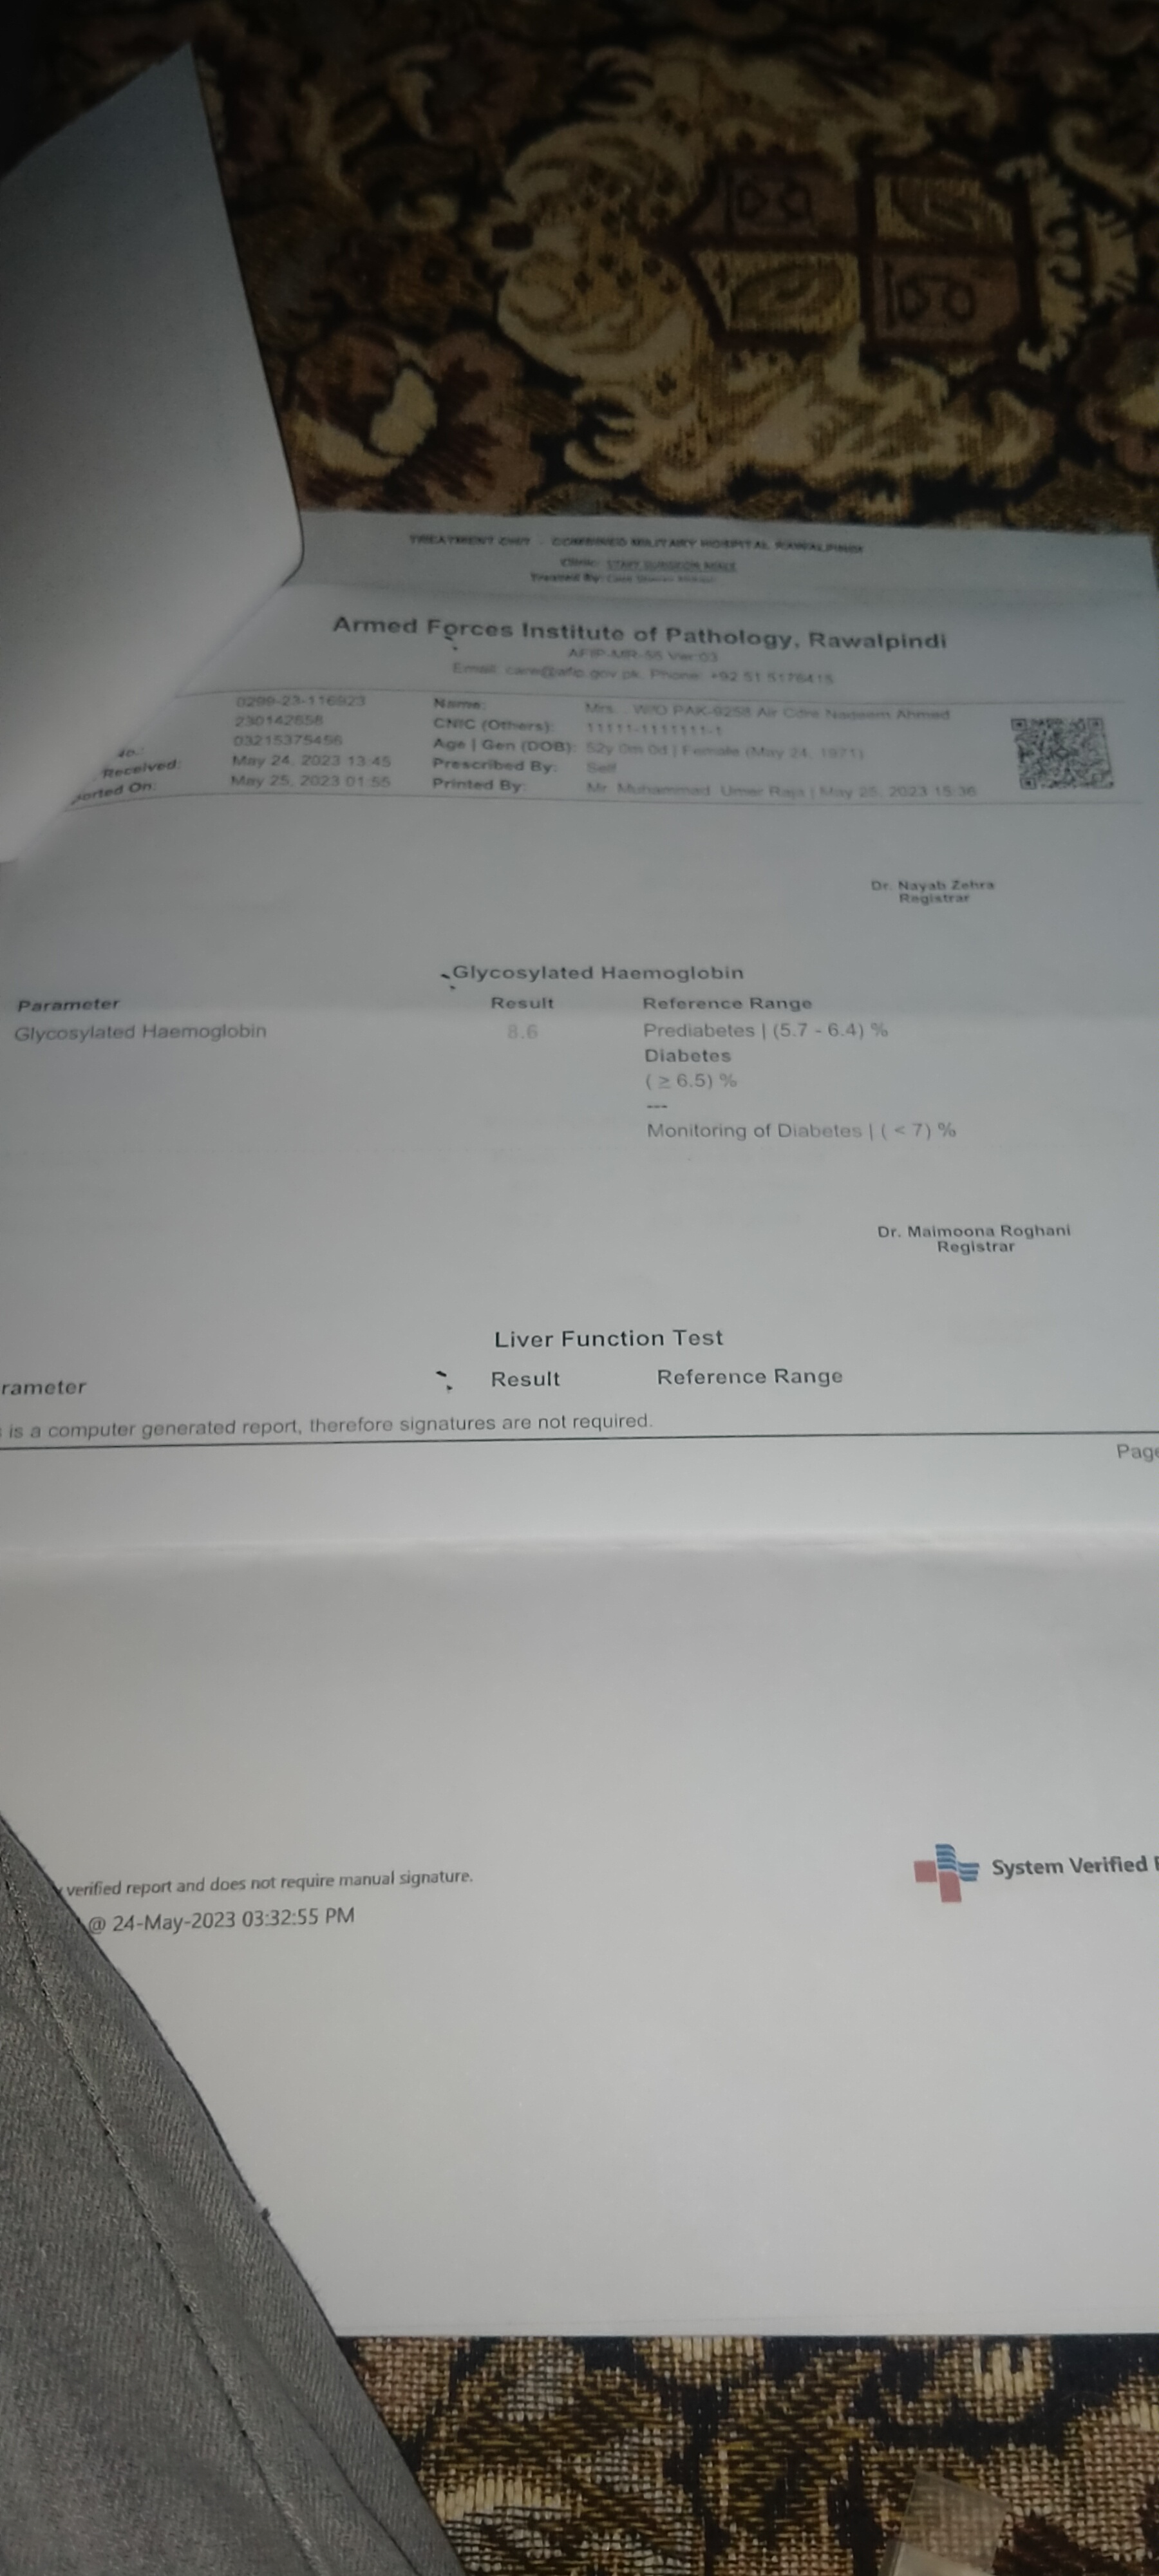 TREATMENT CHIT - COMBINED MILITARY HOSPITAL RAWALPINDI
Clinic: STAFF SURGEON
Treated By:
Armed Forces Institute of Pathology, Rawalpindi
AFIP-MR-55 Ver:03
Email: care@afip.gov.pk, Phone: +92 51 5176415
0299-23-116923 Name: Mrs. . W/O PAK-9258 Air Cdre Nadeem Ahmed
230142658 CNIC (Others): 11111-1111111-1
No.: 03215375456 Age | Gen (DOB): 52y 0m 0d | Female (May 24, 1971)
Received: May 24, 2023 13:45 Prescribed By: Self
orted On: May 25, 2023 01:55 Printed By: Mr. Muhammad Umer Raja | May 25, 2023 15:36
Dr. Nayab Zehra
Registrar
Glycosylated Haemoglobin
Parameter Result Reference Range
Glycosylated Haemoglobin 8.6 Prediabetes | (5.7 - 6.4) %
Diabetes
( ≥ 6.5) %
---
Monitoring of Diabetes | ( < 7) %
Dr. Maimoona Roghani
Registrar
Liver Function Test
rameter Result Reference Range
s is a computer generated report, therefore signatures are not required.
Page
y verified report and does not require manual signature.
@ 24-May-2023 03:32:55 PM
System Verified